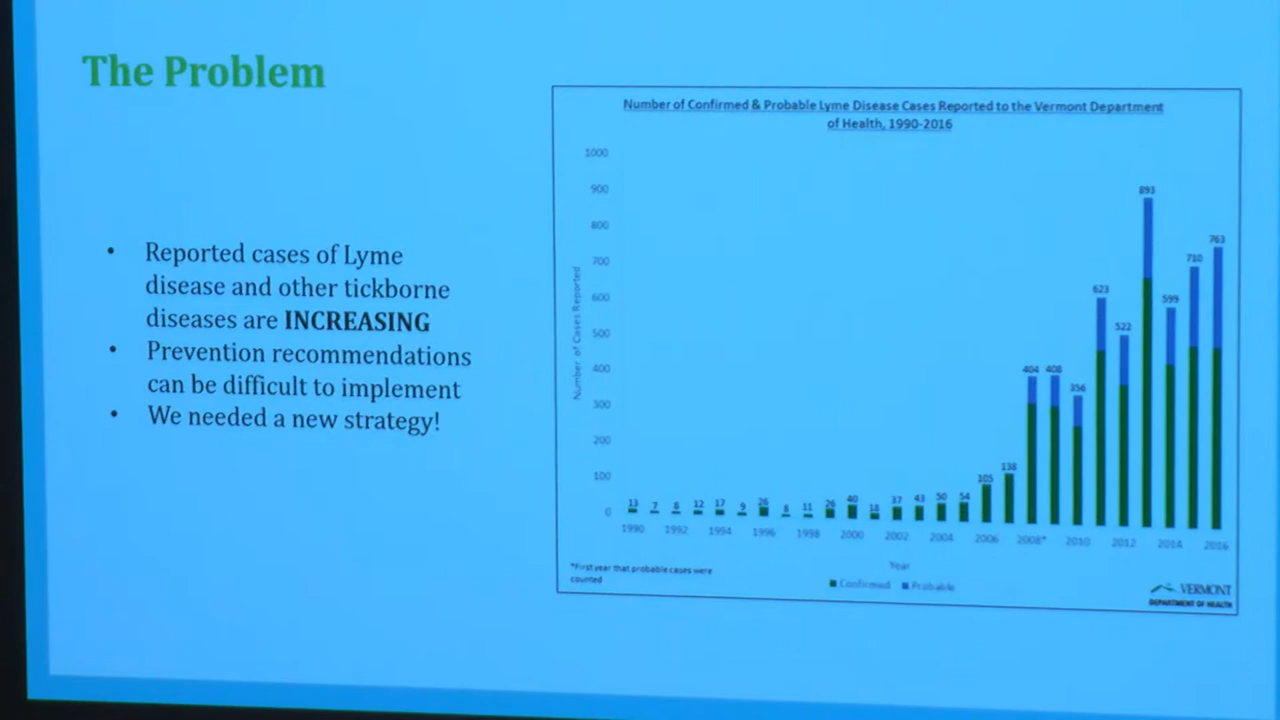 The Problem
• Reported cases of Lyme
disease and other tickborne
diseases are INCREASING
• Prevention recommendations
can be difficult to implement
• We needed a new strategy!
Number of Confirmed & Probable Lyme Disease Cases Reported to the Vermont Department
of Health, 1990-2016
Number of Cases Reported
1000
900
800
700
600
500
400
300
200
100
0
13 7 8 12 17 9 26 8 11 26 40 18 37 43 50 54 105 138 404 408 356 623 522 893 599 710 763
1990 1992 1994 1996 1998 2000 2002 2004 2006 2008* 2010 2012 2014 2016
Year
*First year that probable cases were
counted
Confirmed Probable
VERMONT
DEPARTMENT OF HEALTH